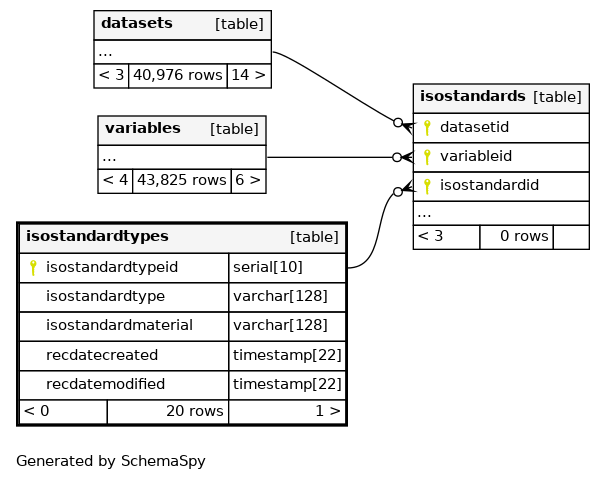 datasets [table]
...
< 3 40,976 rows 14 >
variables [table]
...
< 4 43,825 rows 6 >
isostandards [table]
datasetid
variableid
isostandardid
...
< 3 0 rows
isostandardtypes [table]
isostandardtypeid serial[10]
isostandardtype varchar[128]
isostandardmaterial varchar[128]
recdatecreated timestamp[22]
recdatemodified timestamp[22]
< 0 20 rows 1 >
Generated by SchemaSpy